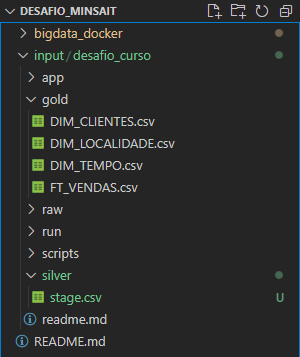 DESAFIO_MINSAIT
bigdata_docker
input / desafio_curso
app
gold
DIM_CLIENTES.csv
DIM_LOCALIDADE.csv
DIM_TEMPO.csv
FT_VENDAS.csv
raw
run
scripts
silver
stage.csv U
readme.md
README.md